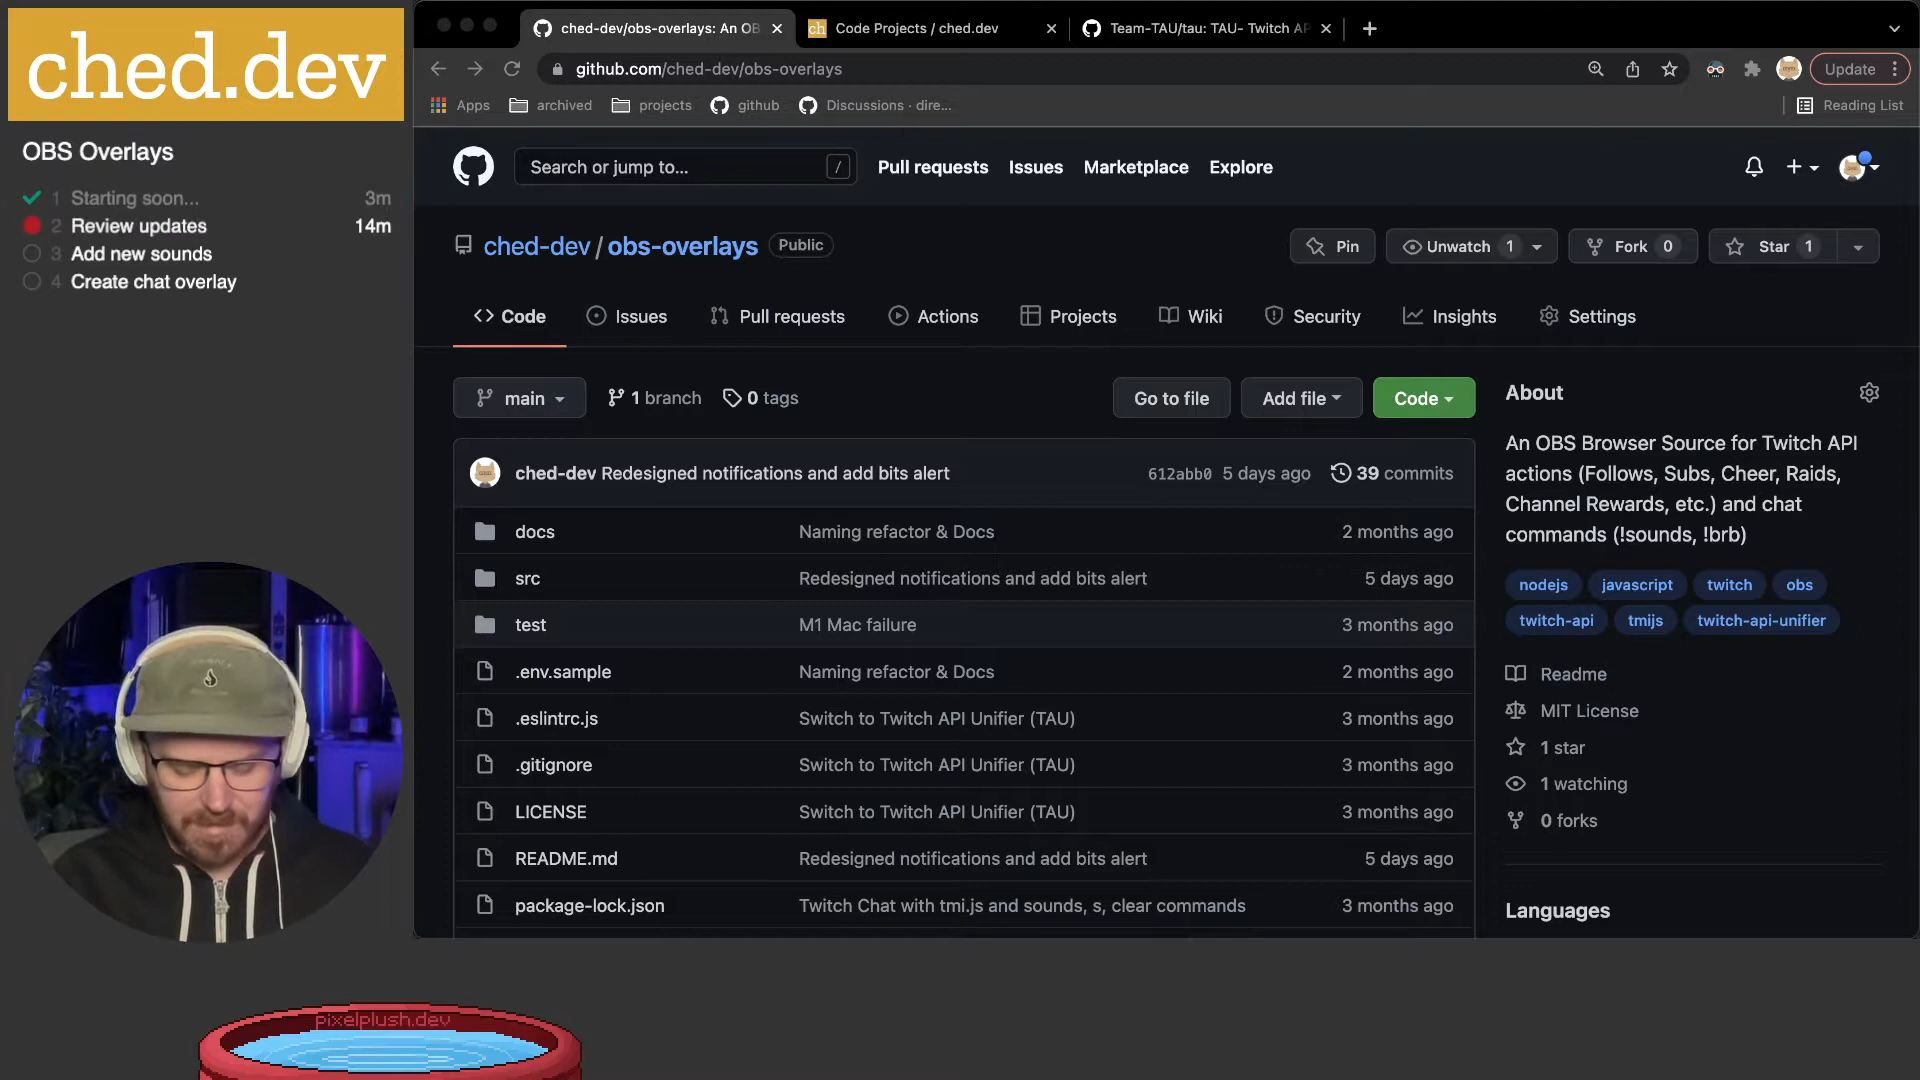 ched.dev
OBS Overlays
1 Starting soon... 3m
2 Review updates 14m
3 Add new sounds
4 Create chat overlay
ched-dev/obs-overlays: An OB
ch Code Projects / ched.dev
Team-TAU/tau: TAU- Twitch AP
github.com/ched-dev/obs-overlays
Update
Apps archived projects github Discussions · dire...
Reading List
Search or jump to... /
Pull requests Issues Marketplace Explore
ched-dev / obs-overlays Public
Pin Unwatch 1 Fork 0 Star 1
Code Issues Pull requests Actions Projects Wiki Security Insights Settings
main 1 branch 0 tags Go to file Add file Code
ched-dev Redesigned notifications and add bits alert 612abb0 5 days ago 39 commits
docs Naming refactor & Docs 2 months ago
src Redesigned notifications and add bits alert 5 days ago
test M1 Mac failure 3 months ago
.env.sample Naming refactor & Docs 2 months ago
.eslintrc.js Switch to Twitch API Unifier (TAU) 3 months ago
.gitignore Switch to Twitch API Unifier (TAU) 3 months ago
LICENSE Switch to Twitch API Unifier (TAU) 3 months ago
README.md Redesigned notifications and add bits alert 5 days ago
package-lock.json Twitch Chat with tmi.js and sounds, s, clear commands 3 months ago
About
An OBS Browser Source for Twitch API
actions (Follows, Subs, Cheer, Raids,
Channel Rewards, etc.) and chat
commands (!sounds, !brb)
nodejs javascript twitch obs
twitch-api tmijs twitch-api-unifier
Readme
MIT License
1 star
1 watching
0 forks
Languages
pixelplush.dev